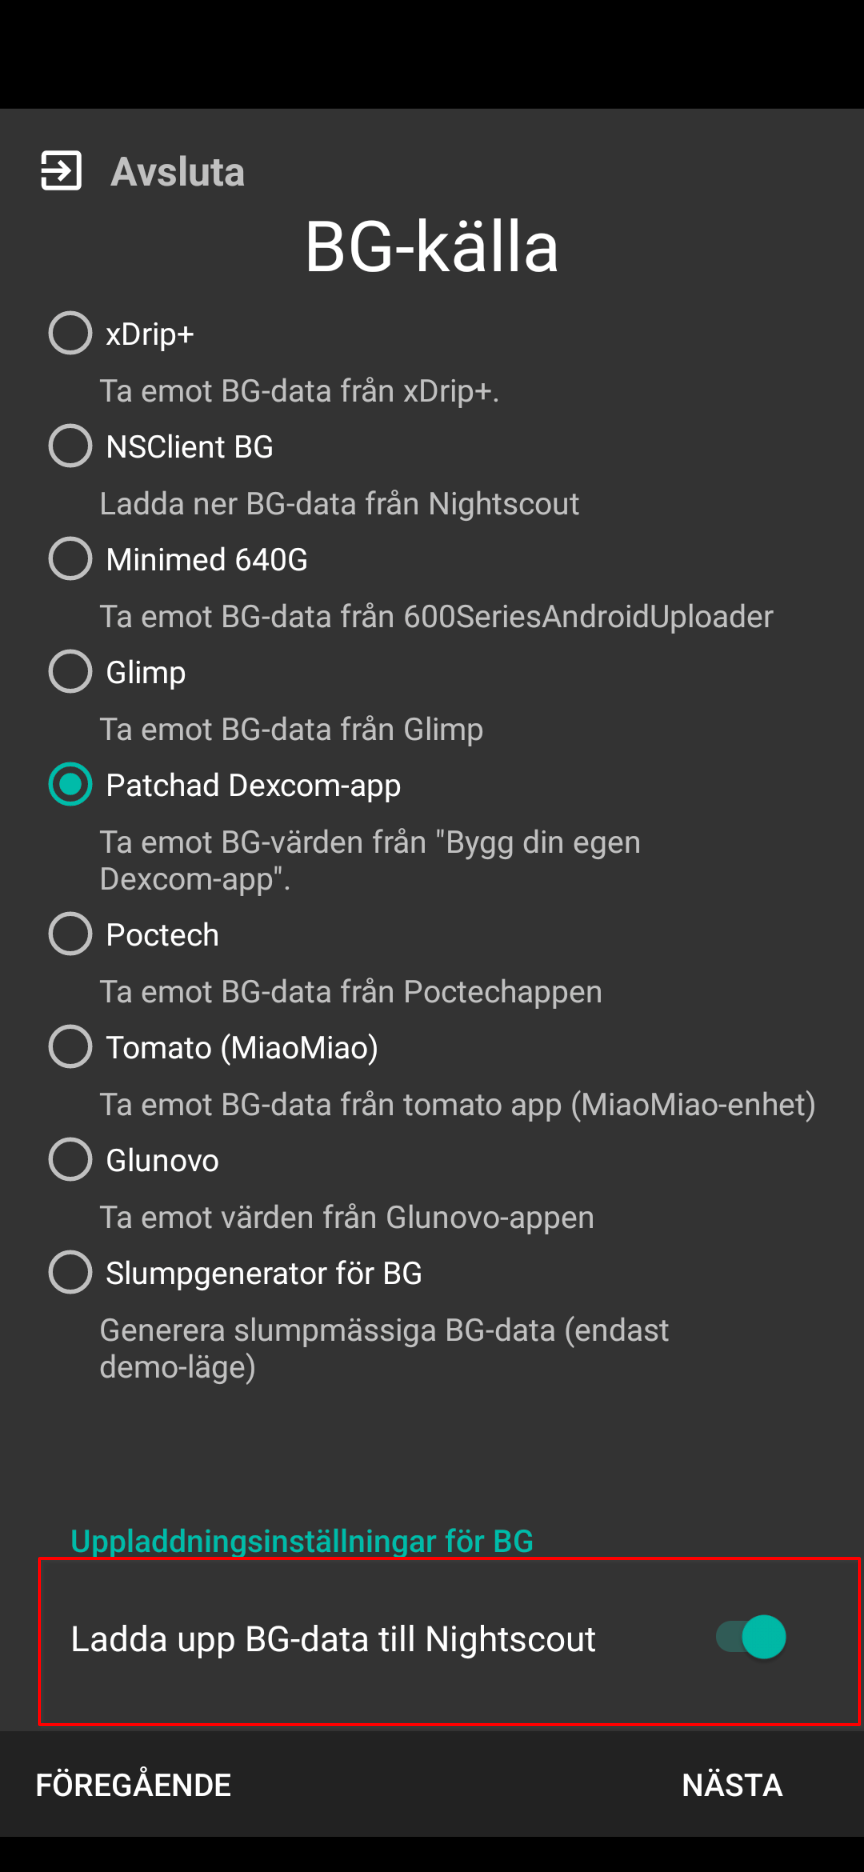 Avsluta
BG-källa
xDrip+
Ta emot BG-data från xDrip+.
NSClient BG
Ladda ner BG-data från Nightscout
Minimed 640G
Ta emot BG-data från 600SeriesAndroidUploader
Glimp
Ta emot BG-data från Glimp
Patchad Dexcom-app
Ta emot BG-värden från "Bygg din egen
Dexcom-app".
Poctech
Ta emot BG-data från Poctechappen
Tomato (MiaoMiao)
Ta emot BG-data från tomato app (MiaoMiao-enhet)
Glunovo
Ta emot värden från Glunovo-appen
Slumpgenerator för BG
Generera slumpmässiga BG-data (endast
demo-läge)
Uppladdningsinställningar för BG
Ladda upp BG-data till Nightscout
FÖREGÅENDE NÄSTA